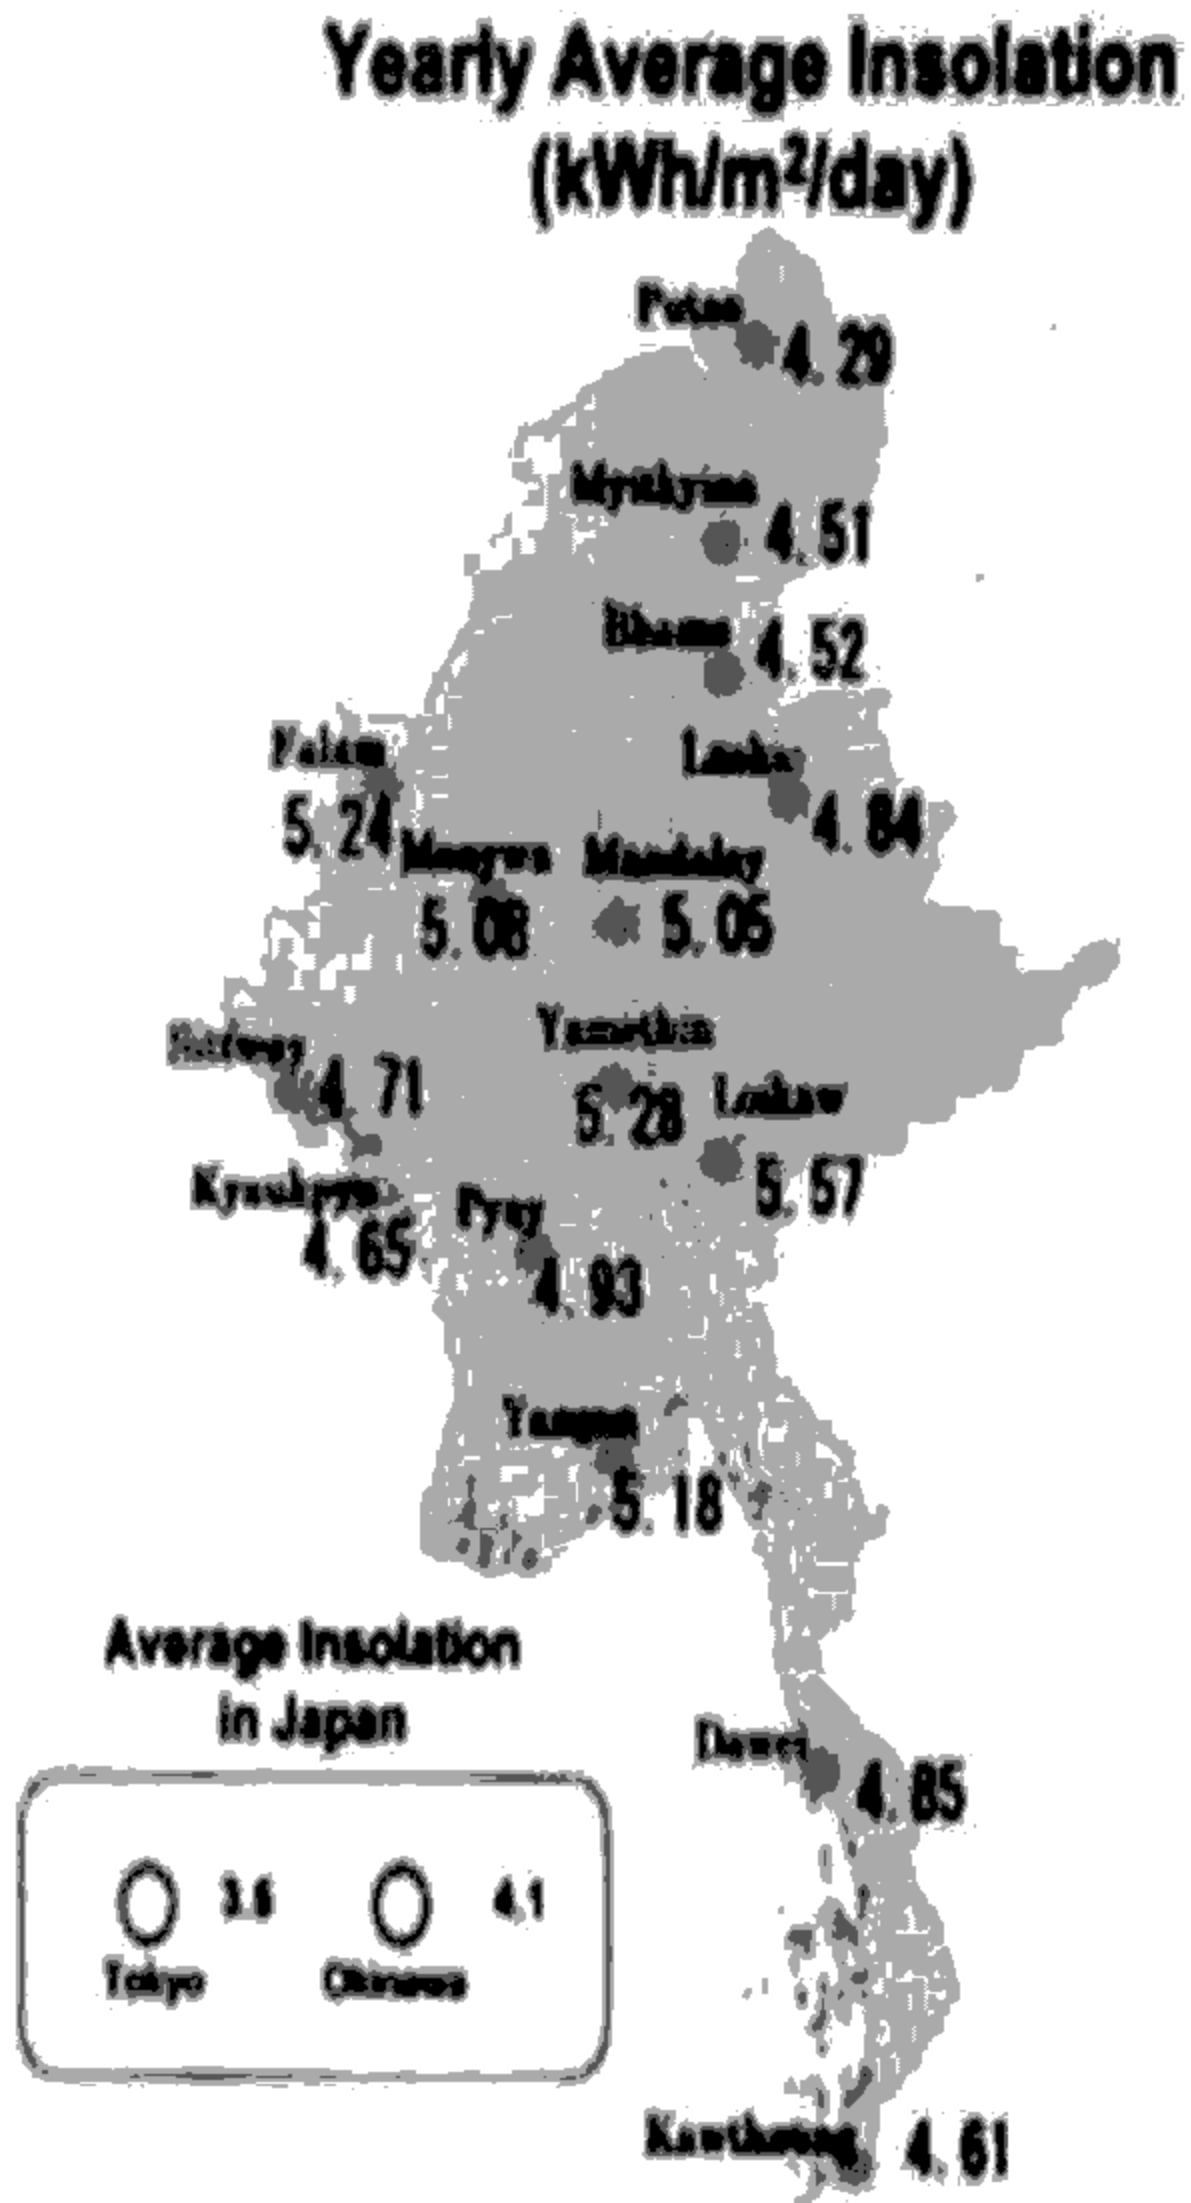 Yearly Average Insolation
(kWh/m²/day)
Putao
4.29
Myitkyina
4.51
Bhamo
4.52
Falam
5.24
Lashio
4.84
Monywa
5.08
Mandalay
5.05
4.71
Yamethin
5.28
Loikaw
5.57
Kyaukpyu
4.65
Pyay
4.93
Yangon
5.18
Average Insolation
in Japan
4.1
Tokyo
Okinawa
Dawei
4.85
Kawthoung
4.61